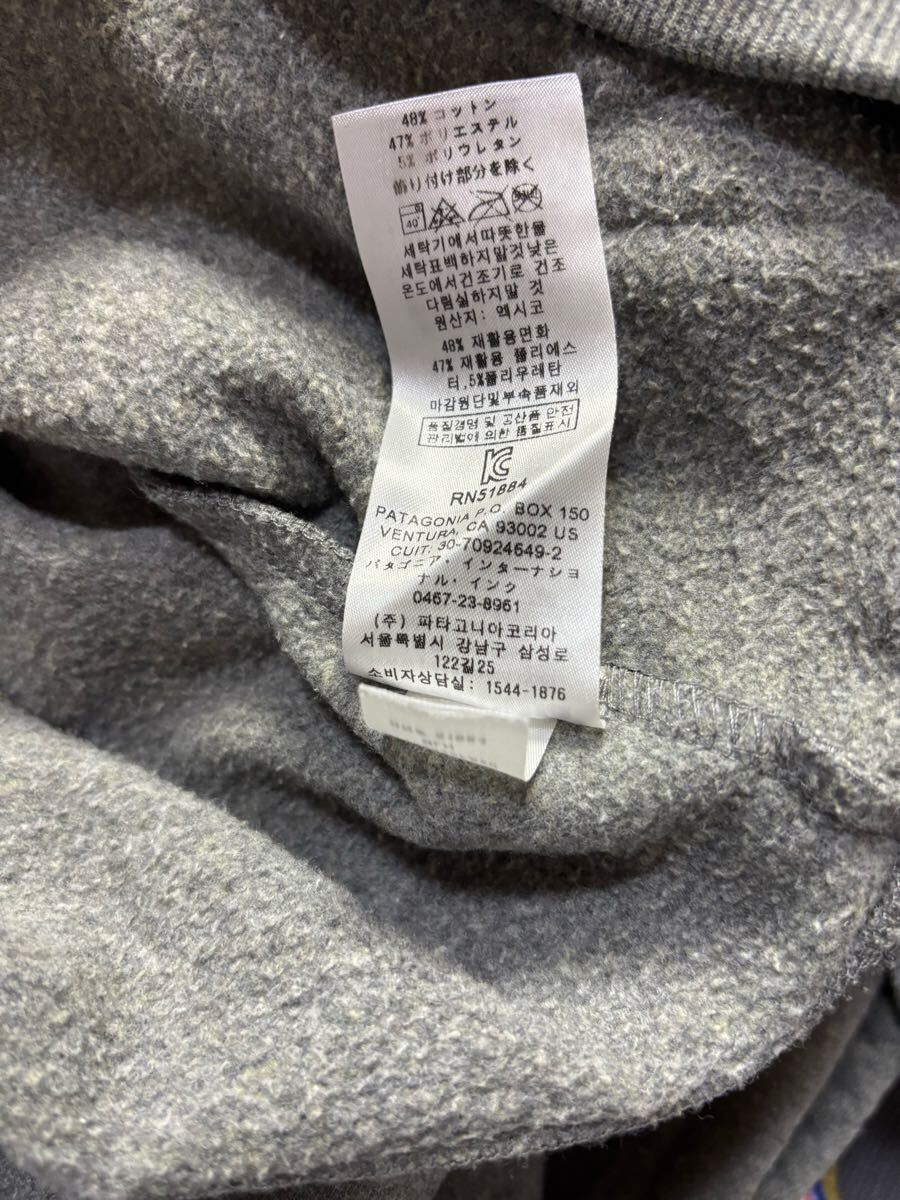 48% コットン
47% ポリエステル
5% ポリウレタン
飾り付け部分を除く
40°
세탁기에서따뜻한물
세탁표백하지말것낮은
온도에서건조기로 건조
다림실하지말 것
원산지: 엑시코
48% 재활용면화
47% 재활용 폴리에스
터,5%폴리우레탄
마감원단및부속품재외
품질경영 및 공산품 안전
관리법에 의한 품질표시
RN51884
PATAGONIA P.O. BOX 150
VENTURA, CA 93002 US
CUIT: 30-70924649-2
パタゴニア・インターナショ
ナル・インク
0467-23-8961
(주) 파타고니아코리아
서울특별시 강남구 삼성로
122길25
소비자상담실: 1544-1876